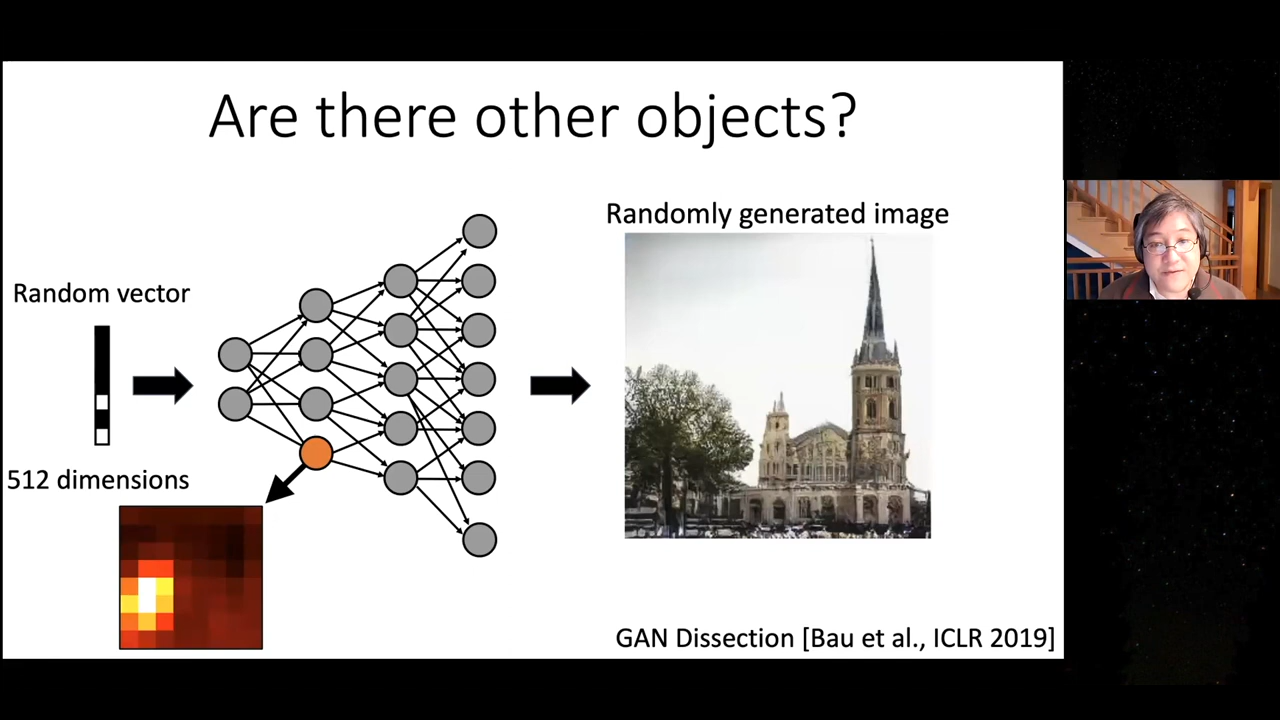 Are there other objects?
Randomly generated image
Random vector
512 dimensions
GAN Dissection [Bau et al., ICLR 2019]